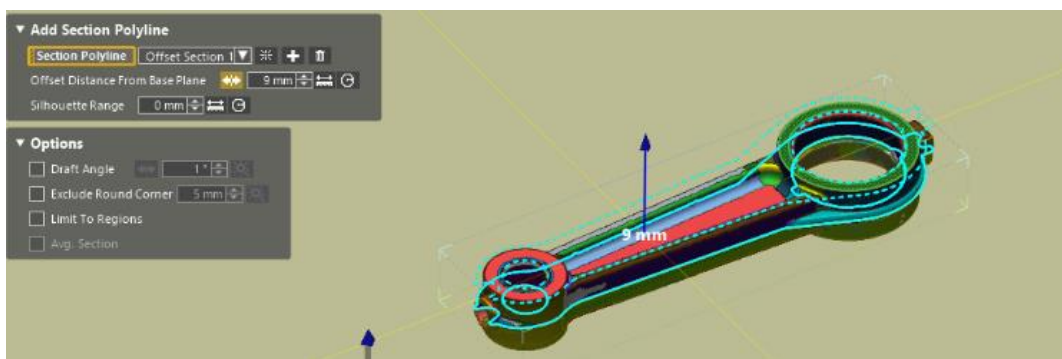 Add Section Polyline
Section Polyline Offset Section 1
Offset Distance From Base Plane 9 mm
Silhouette Range 0 mm
Options
Draft Angle 1 °
Exclude Round Corner 5 mm
Limit To Regions
Avg. Section
9 mm